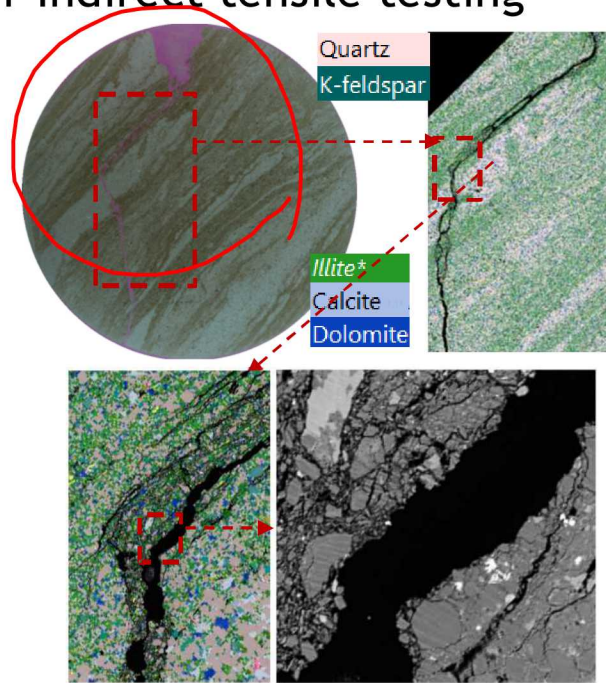 indirect tensile testing
Quartz
K-feldspar
Illite*
Calcite
Dolomite